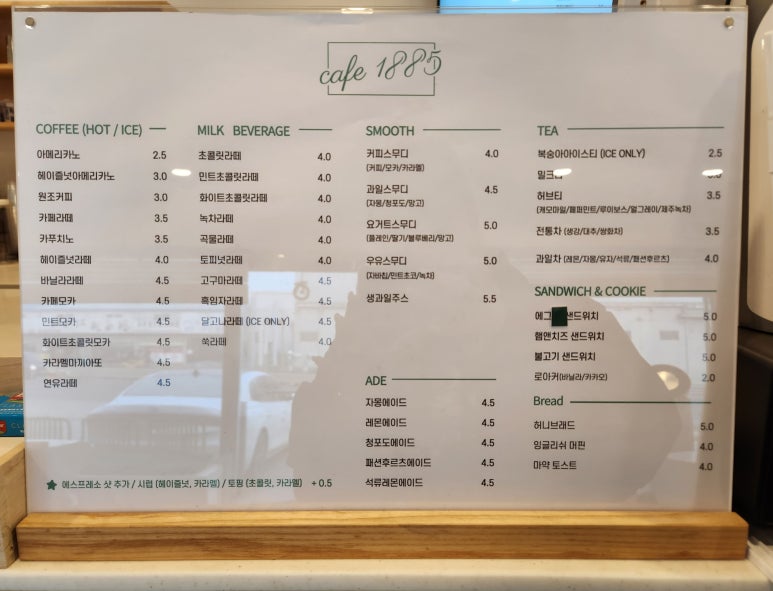 cafe 1885
COFFEE (HOT / ICE)
아메리카노 2.5
헤이즐넛아메리카노 3.0
원조커피 3.0
카페라떼 3.5
카푸치노 3.5
헤이즐넛라떼 4.0
바닐라라떼 4.5
카페모카 4.5
민트모카 4.5
화이트초콜릿모카 4.5
카라멜마끼아또 4.5
연유라떼 4.5
MILK BEVERAGE
초콜릿라떼 4.0
민트초콜릿라떼 4.0
화이트초콜릿라떼 4.0
녹차라떼 4.0
곡물라떼 4.0
토피넛라떼 4.0
고구마라떼 4.5
흑임자라떼 4.5
달고나라떼 (ICE ONLY) 4.5
쑥라떼 4.0
SMOOTH
커피스무디 4.0
(커피/모카/카라멜)
과일스무디 4.5
(자몽/청포도/망고)
요거트스무디 5.0
(플레인/딸기/블루베리/망고)
우유스무디 5.0
(자바칩/민트초코/녹차)
생과일주스 5.5
ADE
자몽에이드 4.5
레몬에이드 4.5
청포도에이드 4.5
패션후르츠에이드 4.5
석류레몬에이드 4.5
TEA
복숭아아이스티 (ICE ONLY) 2.5
밀크
허브티 3.5
(캐모마일/페퍼민트/루이보스/얼그레이/제주녹차)
전통차 (생강/대추/쌍화차) 3.5
과일차 (레몬/자몽/유자/석류/패션후르츠) 4.0
SANDWICH & COOKIE
에그 샌드위치 5.0
햄앤치즈 샌드위치 5.0
불고기 샌드위치 5.0
로아커(바닐라/카카오) 2.0
Bread
허니브래드 5.0
잉글리쉬 머핀 4.0
마약 토스트 4.0
★ 에스프레소 샷 추가 / 시럽 (헤이즐넛, 카라멜) / 토핑 (초콜릿, 카라멜) + 0.5